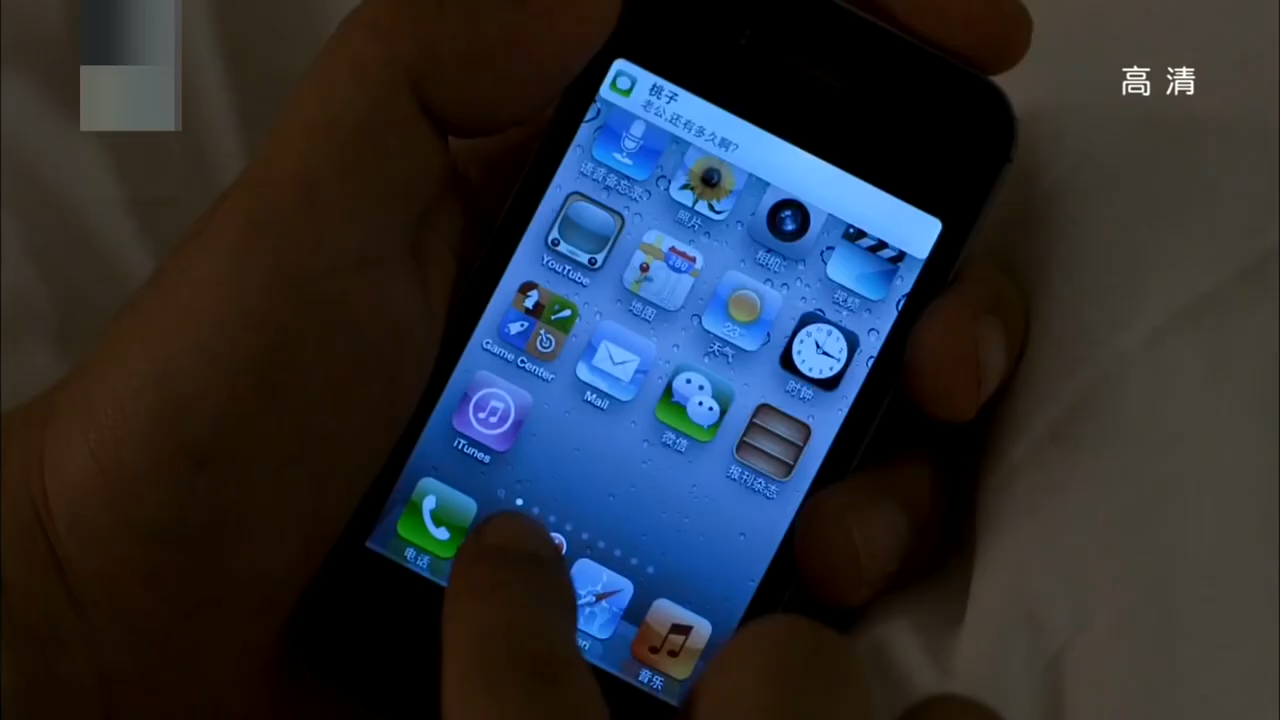 高清
桃子
老公,还有多久啊?
语音备忘录
照片
相机
视频
YouTube
280
地图
23°
天气
时钟
Game Center
Mail
微信
报刊杂志
iTunes
电话
音乐